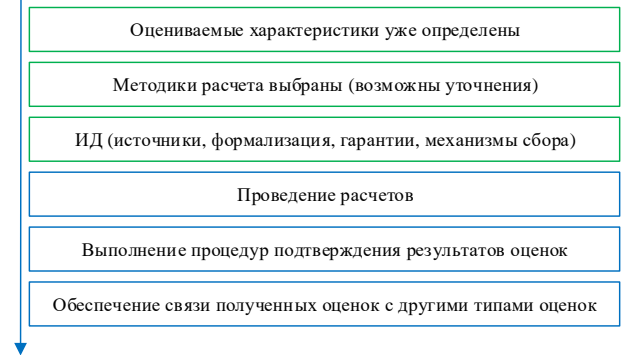 Оцениваемые характеристики уже определены
Методики расчета выбраны (возможны уточнения)
ИД (источники, формализация, гарантии, механизмы сбора)
Проведение расчетов
Выполнение процедур подтверждения результатов оценок
Обеспечение связи полученных оценок с другими типами оценок